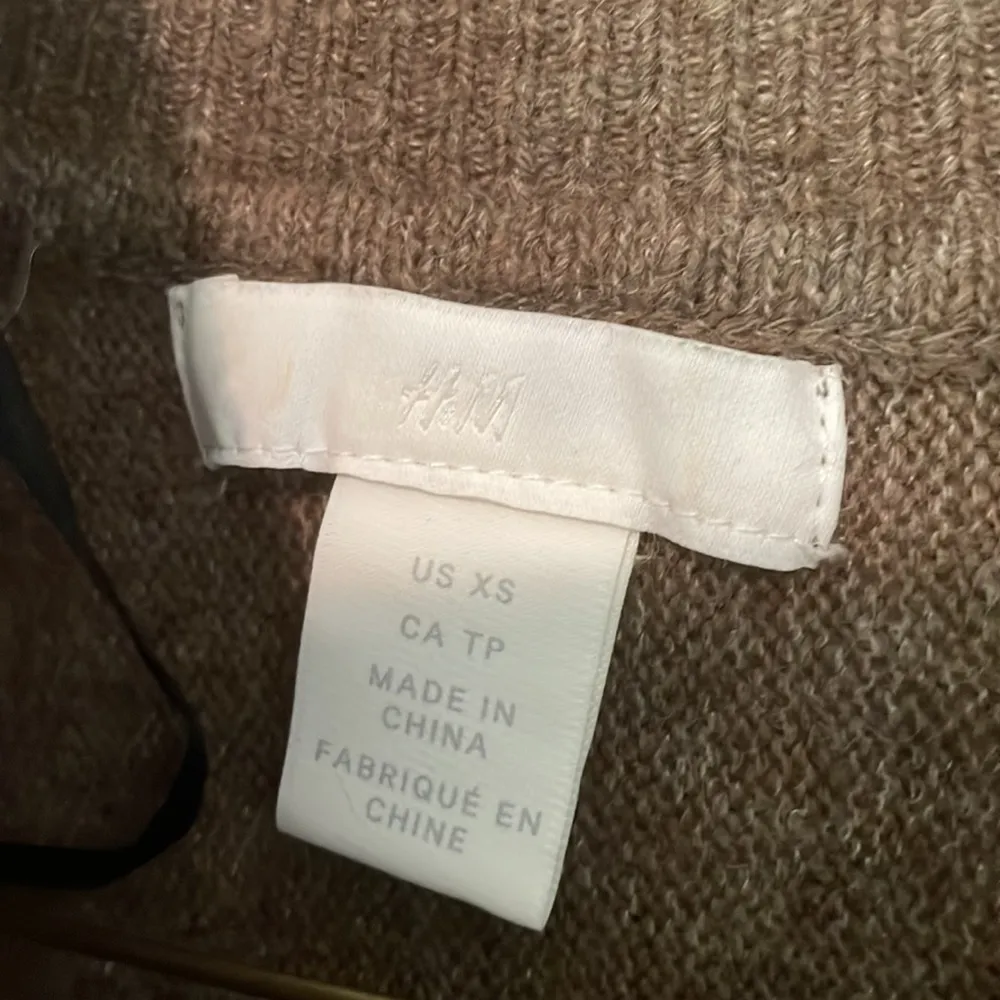 H&M
US XS
CA TP
MADE IN
CHINA
FABRIQUÉ EN
CHINE